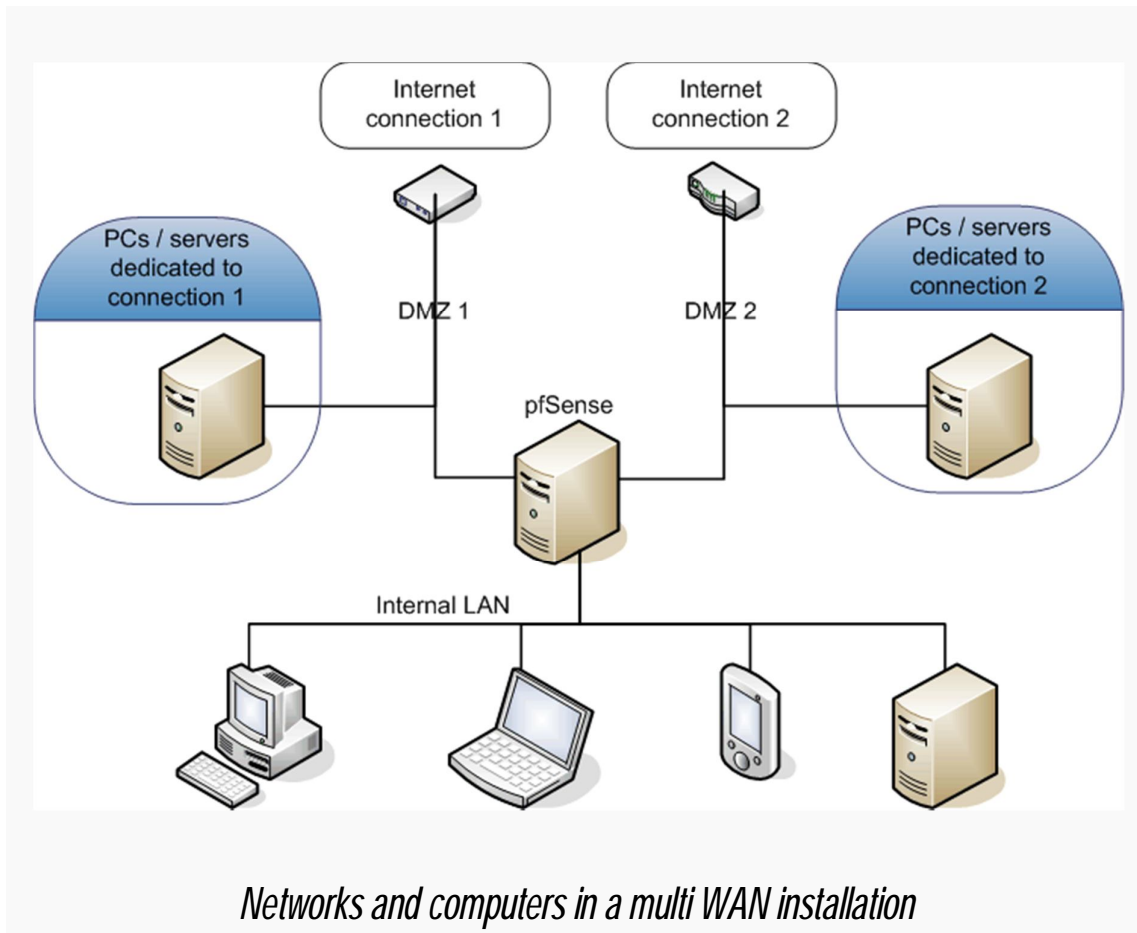 Internet
connection 1
Internet
connection 2
PCs / servers
dedicated to
connection 1
PCs / servers
dedicated to
connection 2
DMZ 1
DMZ 2
pfSense
Internal LAN
Networks and computers in a multi WAN installation